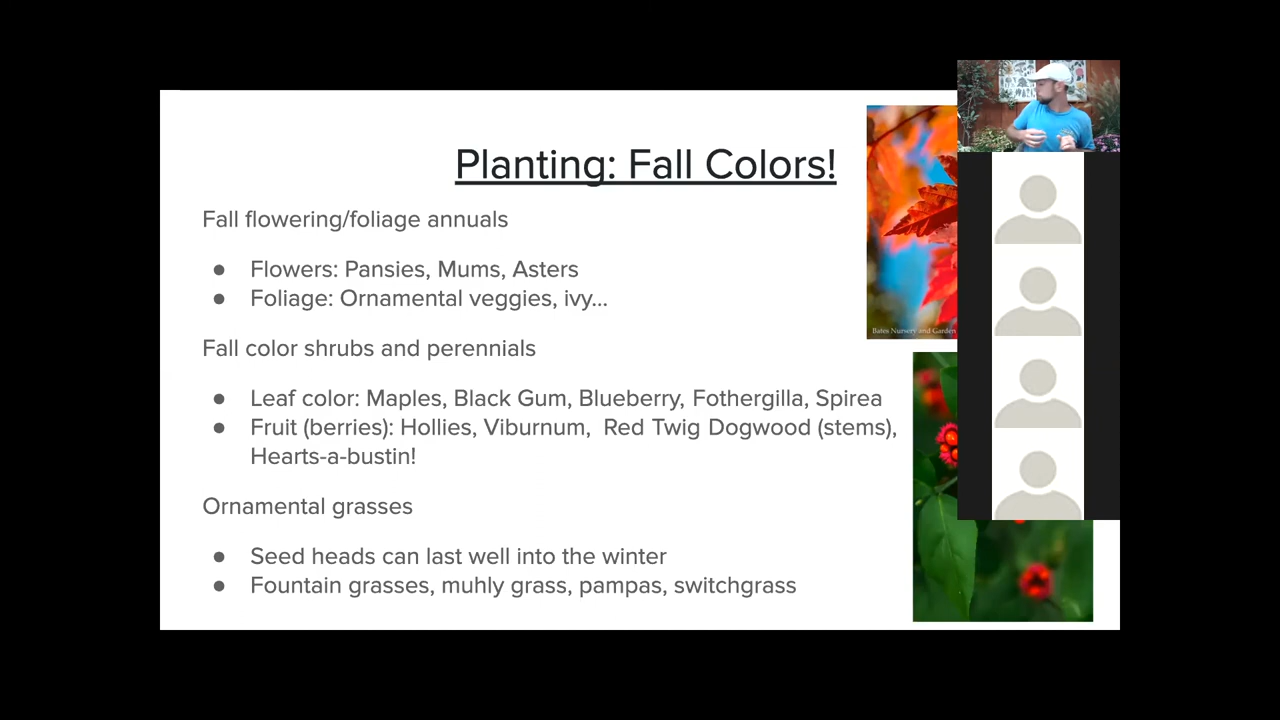 Planting: Fall Colors!
Fall flowering/foliage annuals
● Flowers: Pansies, Mums, Asters
● Foliage: Ornamental veggies, ivy...
Fall color shrubs and perennials
● Leaf color: Maples, Black Gum, Blueberry, Fothergilla, Spirea
● Fruit (berries): Hollies, Viburnum,  Red Twig Dogwood (stems),
Hearts-a-bustin!
Ornamental grasses
● Seed heads can last well into the winter
● Fountain grasses, muhly grass, pampas, switchgrass
Bates Nursery and Garden